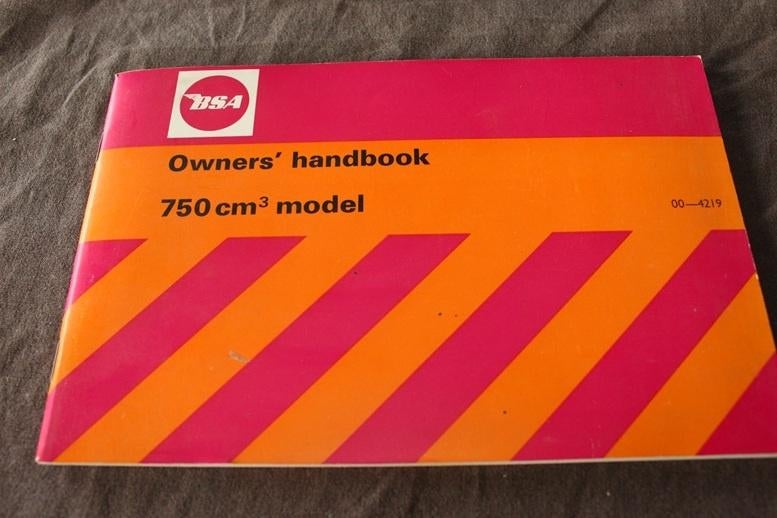 BSA
Owners' handbook
750 cm³ model
00—4219